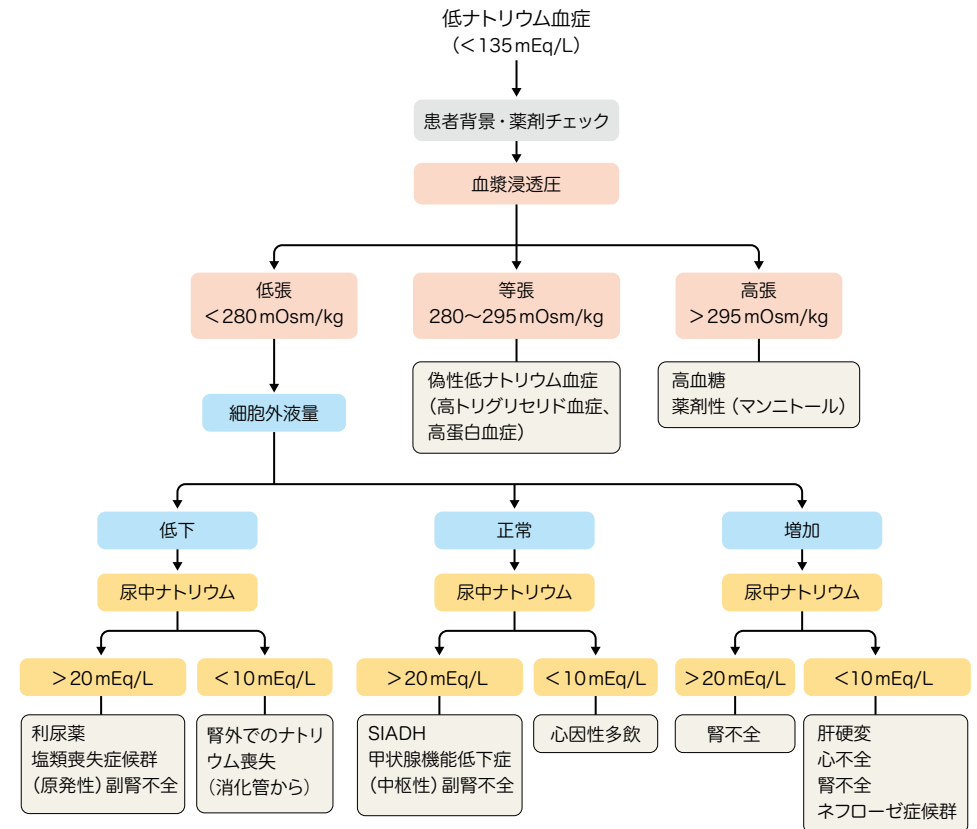 低ナトリウム血症
（＜135mEq/L）
患者背景・薬剤チェック
血漿浸透圧
低張
＜280mOsm/kg
等張
280〜295mOsm/kg
高張
＞295mOsm/kg
偽性低ナトリウム血症
（高トリグリセリド血症、
高蛋白血症）
高血糖
薬剤性（マンニトール）
細胞外液量
低下
正常
増加
尿中ナトリウム
尿中ナトリウム
尿中ナトリウム
＞20mEq/L
＜10mEq/L
＞20mEq/L
＜10mEq/L
＞20mEq/L
＜10mEq/L
利尿薬
塩類喪失症候群
（原発性）副腎不全
腎外でのナトリ
ウム喪失
（消化管から）
SIADH
甲状腺機能低下症
（中枢性）副腎不全
心因性多飲
腎不全
肝硬変
心不全
腎不全
ネフローゼ症候群